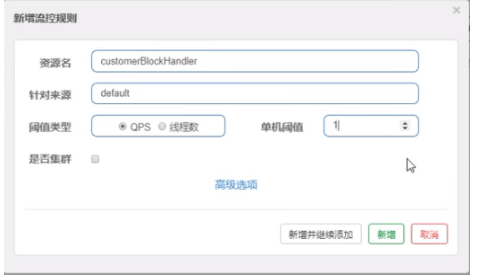 新增流控规则
资源名 customerBlockHandler
针对来源 default
阈值类型 QPS 线程数 单机阈值 1
是否集群
高级选项
新增并继续添加 新增 取消